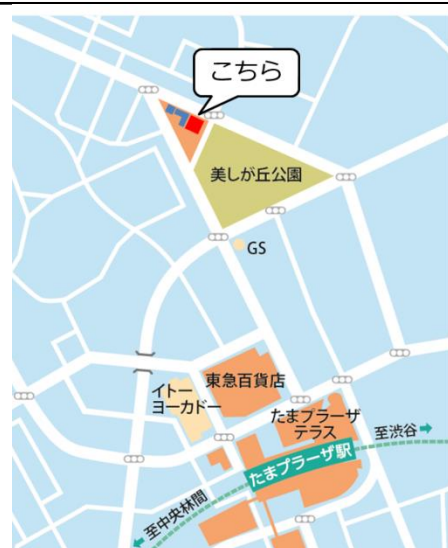 こちら
美しが丘公園
GS
東急百貨店
イトー
ヨーカドー
たまプラーザ
テラス
至渋谷
たまプラーザ駅
至中央林間